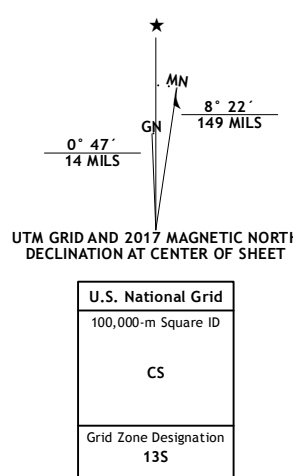 ★
MN
8° 22´
149 MILS
GN
0° 47´
14 MILS
UTM GRID AND 2017 MAGNETIC NORTH
DECLINATION AT CENTER OF SHEET
U.S. National Grid
100,000-m Square ID
CS
Grid Zone Designation
13S